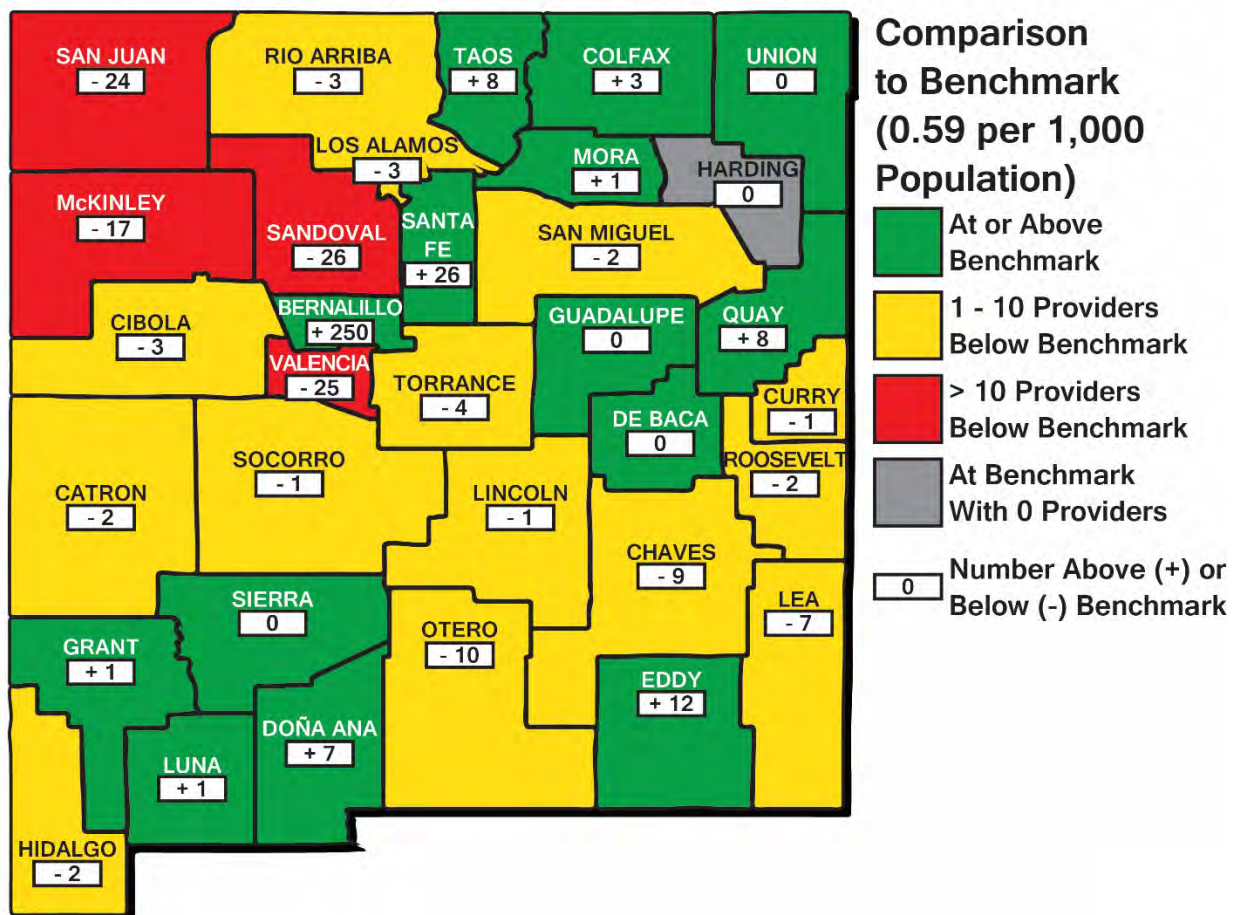 SAN JUAN
- 24
RIO ARRIBA
- 3
TAOS
+ 8
COLFAX
+ 3
UNION
0
LOS ALAMOS
- 3
MORA
+ 1
HARDING
0
McKINLEY
- 17
SANDOVAL
- 26
SANTA
FE
+ 26
SAN MIGUEL
- 2
CIBOLA
- 3
BERNALILLO
+ 250
GUADALUPE
0
QUAY
+ 8
VALENCIA
- 25
TORRANCE
- 4
CURRY
- 1
DE BACA
0
ROOSEVELT
- 2
CATRON
- 2
SOCORRO
- 1
LINCOLN
- 1
CHAVES
- 9
LEA
- 7
SIERRA
0
GRANT
+ 1
OTERO
- 10
EDDY
+ 12
DOÑA ANA
+ 7
LUNA
+ 1
HIDALGO
- 2
Comparison
to Benchmark
(0.59 per 1,000
Population)
At or Above
Benchmark
1 - 10 Providers
Below Benchmark
> 10 Providers
Below Benchmark
At Benchmark
With 0 Providers
0
Number Above (+) or
Below (-) Benchmark